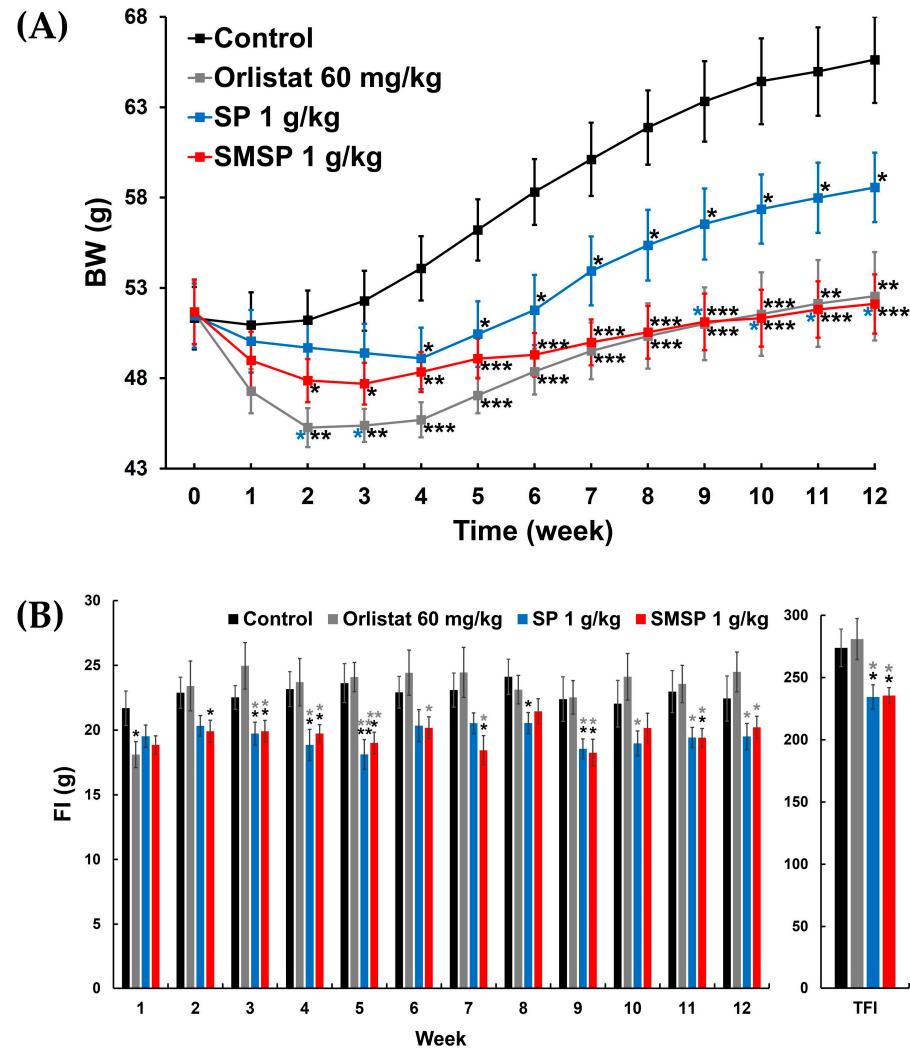 (A)
Control
Orlistat 60 mg/kg
SP 1 g/kg
SMSP 1 g/kg
BW (g)
68
63
58
53
48
43
* * * * * * * * *
* *** *** ** **
* *** * *** * ***
* * ** *** *** *** ***
* ** * ** *** *** *** *** ***
0 1 2 3 4 5 6 7 8 9 10 11 12
Time (week)
(B)
Control Orlistat 60 mg/kg SP 1 g/kg SMSP 1 g/kg
FI (g)
30
25
20
15
10
5
0
1 2 3 4 5 6 7 8 9 10 11 12
Week
300
250
200
150
100
50
0
TFI